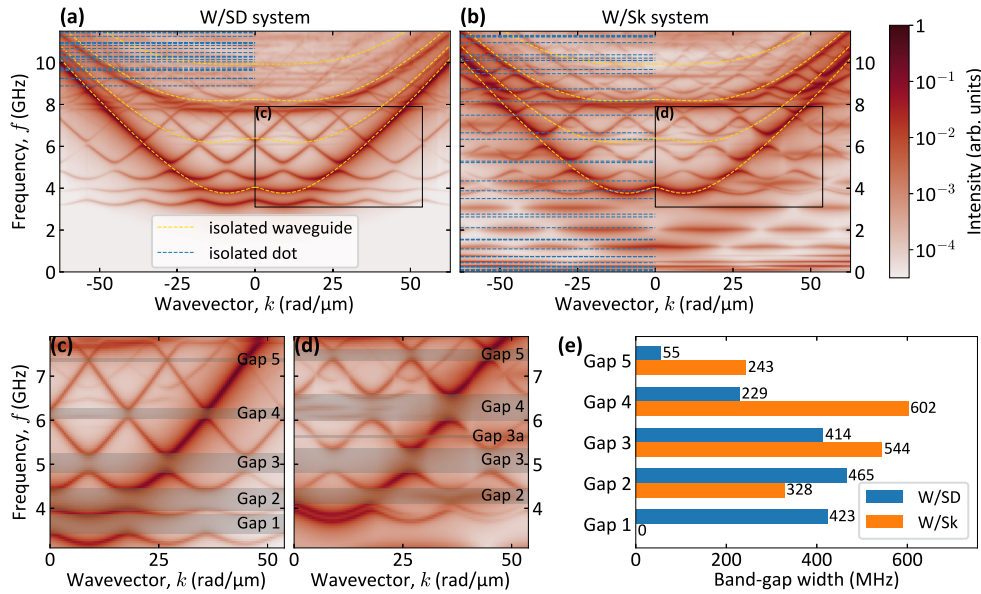 (a) W/SD system
(b) W/Sk system
Frequency, f (GHz)
10
8
6
4
2
0
(c)
isolated waveguide
isolated dot
-50 -25 0 25 50
Wavevector, k (rad/μm)
(d)
10
8
6
4
2
0
-50 -25 0 25 50
Wavevector, k (rad/μm)
1
10⁻¹
10⁻²
10⁻³
10⁻⁴
Intensity (arb. units)
(c)
Frequency, f (GHz)
7
6
5
4
Gap 5
Gap 4
Gap 3
Gap 2
Gap 1
0 25 50
Wavevector, k (rad/μm)
(d)
Gap 5
Gap 4
Gap 3a
Gap 3
Gap 2
7
6
5
4
0 25 50
Wavevector, k (rad/μm)
(e)
Gap 5 55
243
Gap 4 229
602
Gap 3 414
544
Gap 2 465
328
Gap 1 423
0
W/SD
W/Sk
0 200 400 600
Band-gap width (MHz)